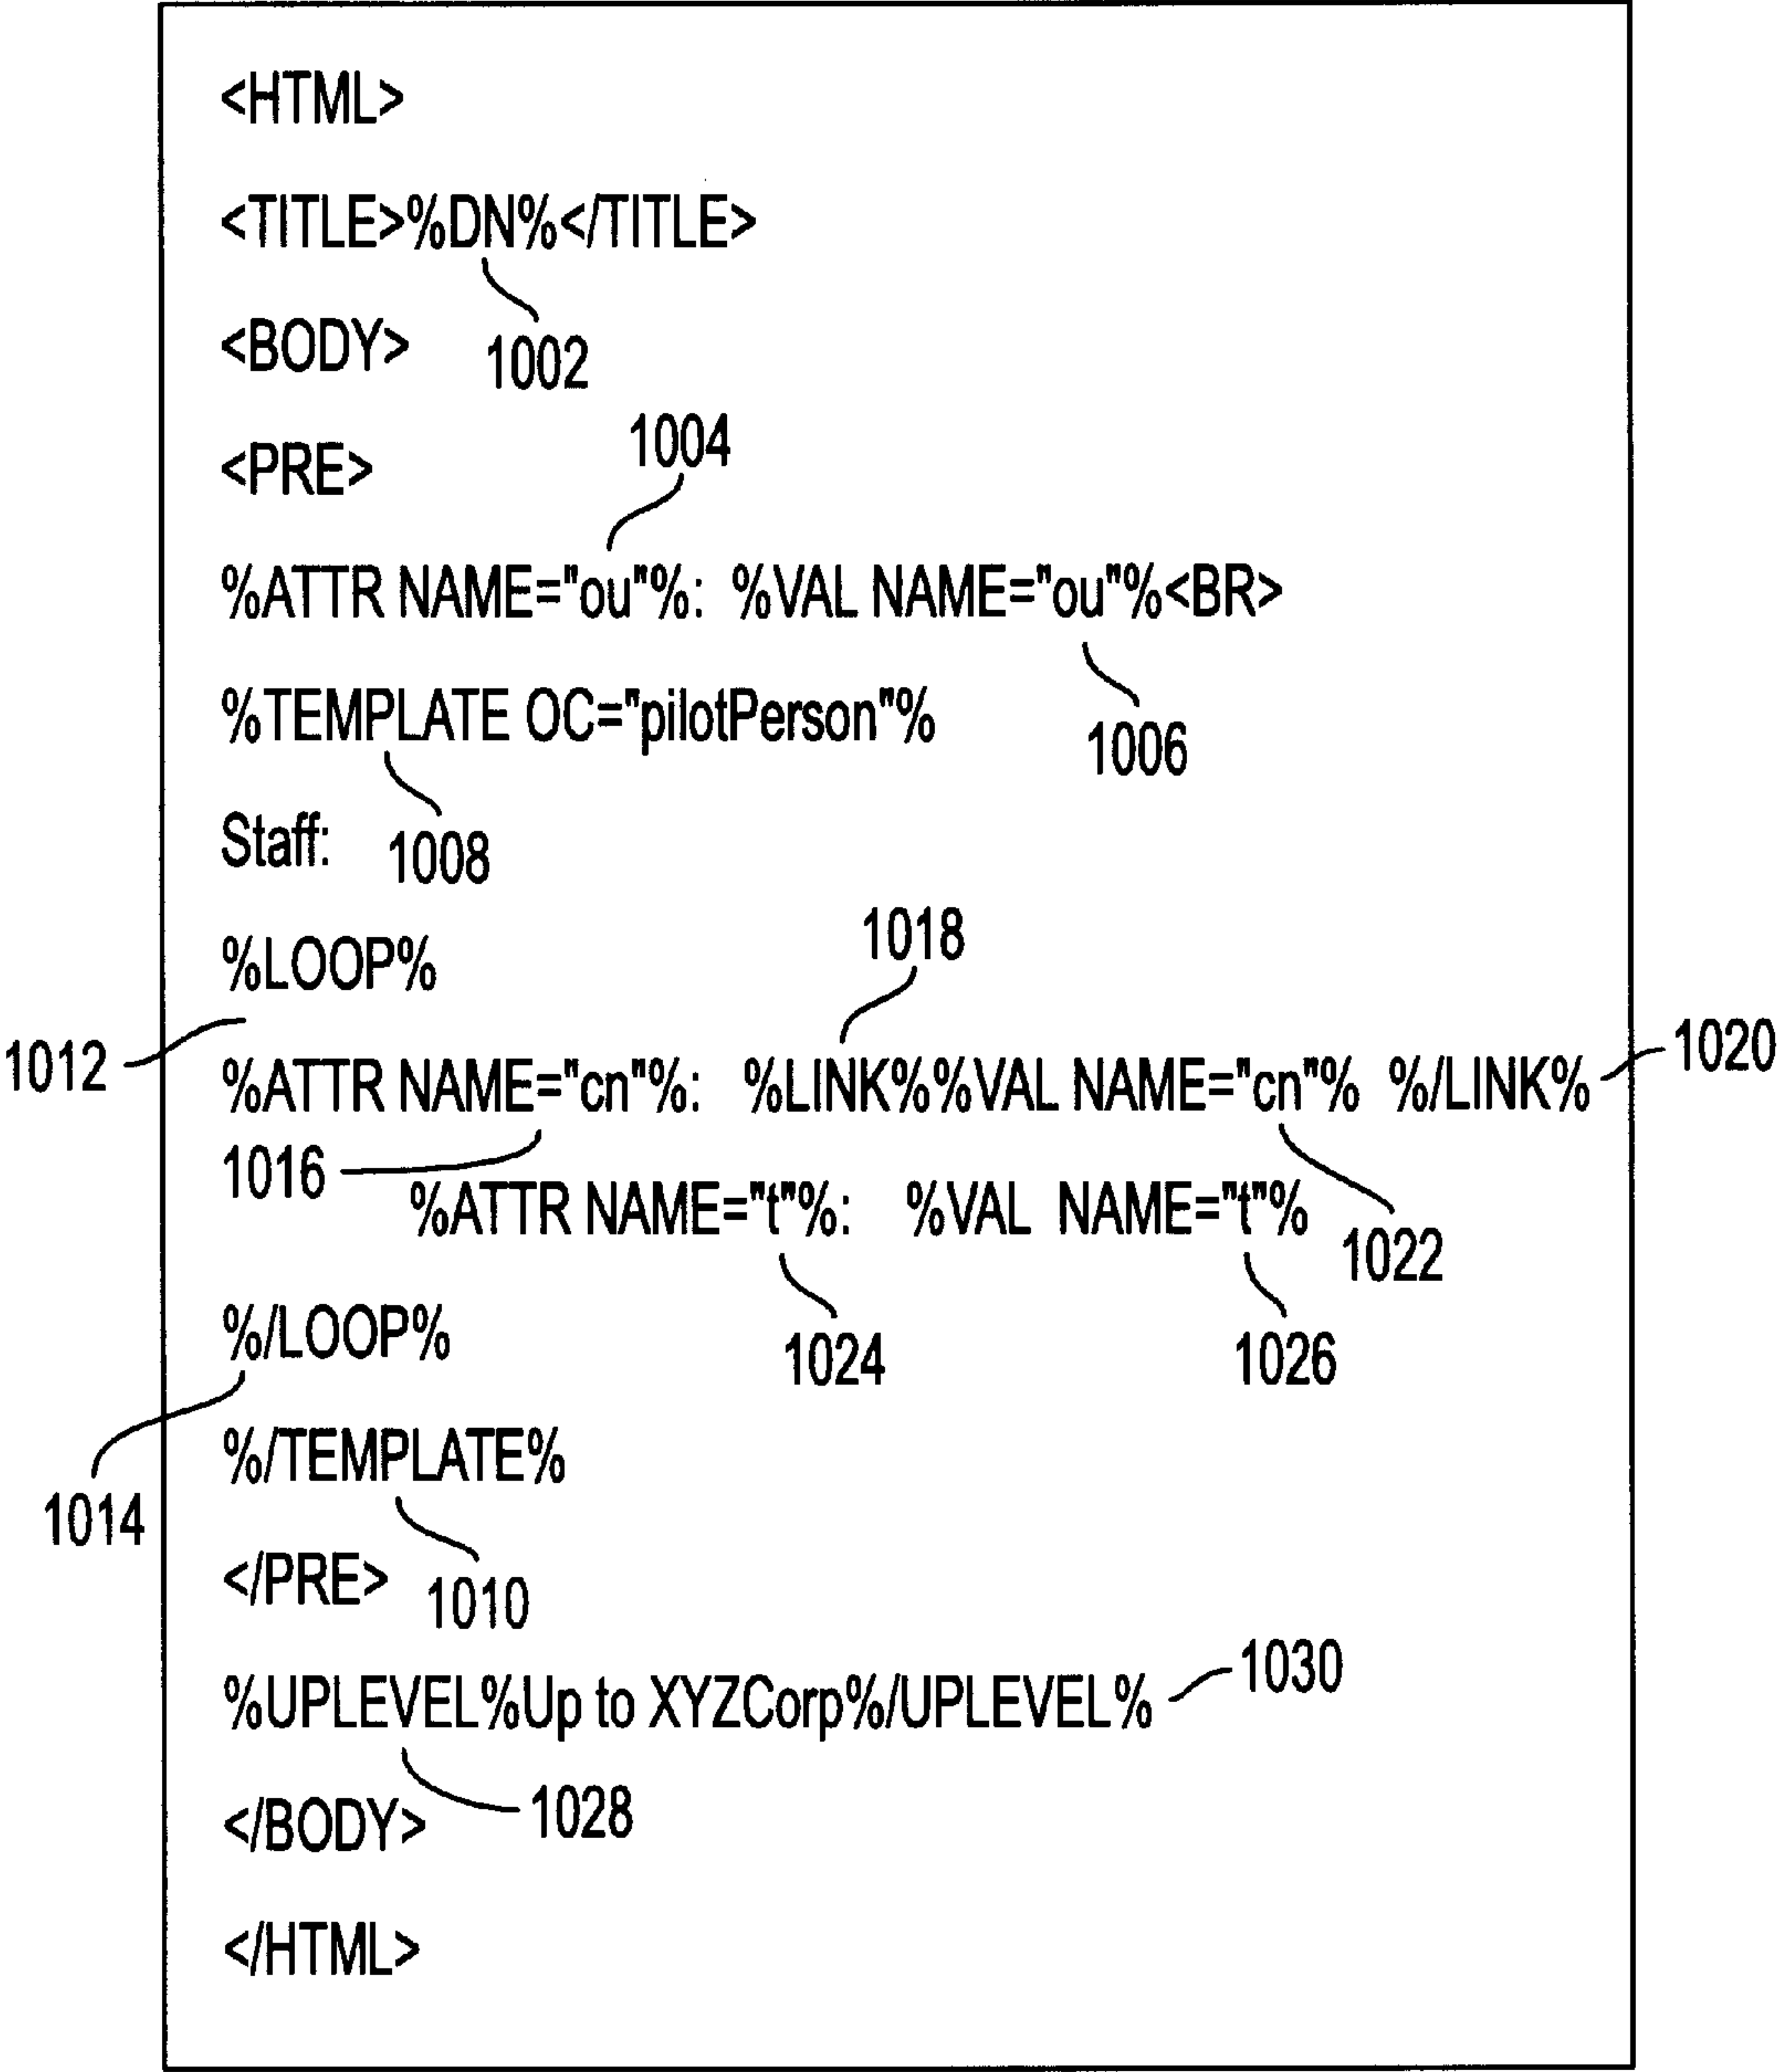 <HTML>
<TITLE>%DN%</TITLE>
1002
<BODY>
1004
<PRE>
%ATTR NAME="ou"%: %VAL NAME="ou"%<BR>
1006
%TEMPLATE OC="pilotPerson"%
1008
Staff:
1018
%LOOP%
1012
1020
%ATTR NAME="cn"%: %LINK%%VAL NAME="cn"% %/LINK%
1016
%ATTR NAME="t"%: %VAL NAME="t"%
1022
1024
1026
%/LOOP%
1014
%/TEMPLATE%
1010
</PRE>
1030
%UPLEVEL%Up to XYZCorp%/UPLEVEL%
1028
</BODY>
</HTML>